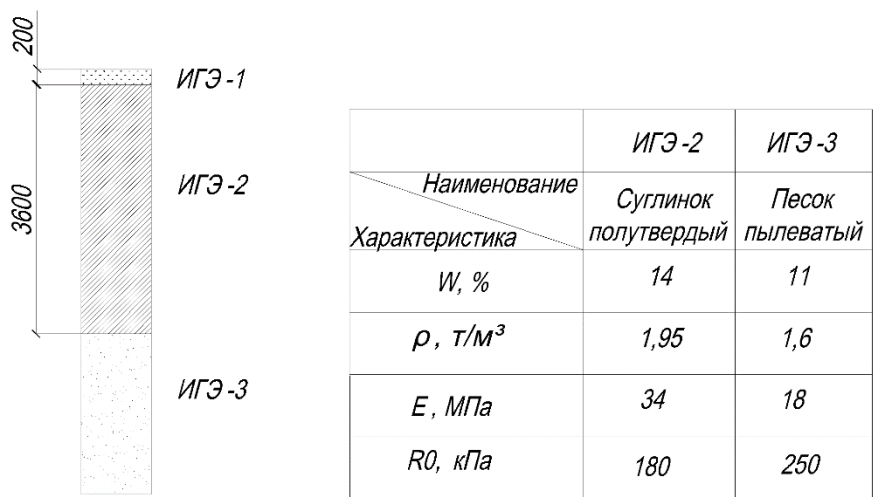 200
ИГЭ -1
3600
ИГЭ -2
ИГЭ -3
ИГЭ -2 ИГЭ -3
Наименование
Характеристика
Суглинок полутвердый
Песок пылеватый
W, % 14 11
ρ , т/м³ 1,95 1,6
E , МПа 34 18
R0, кПа 180 250